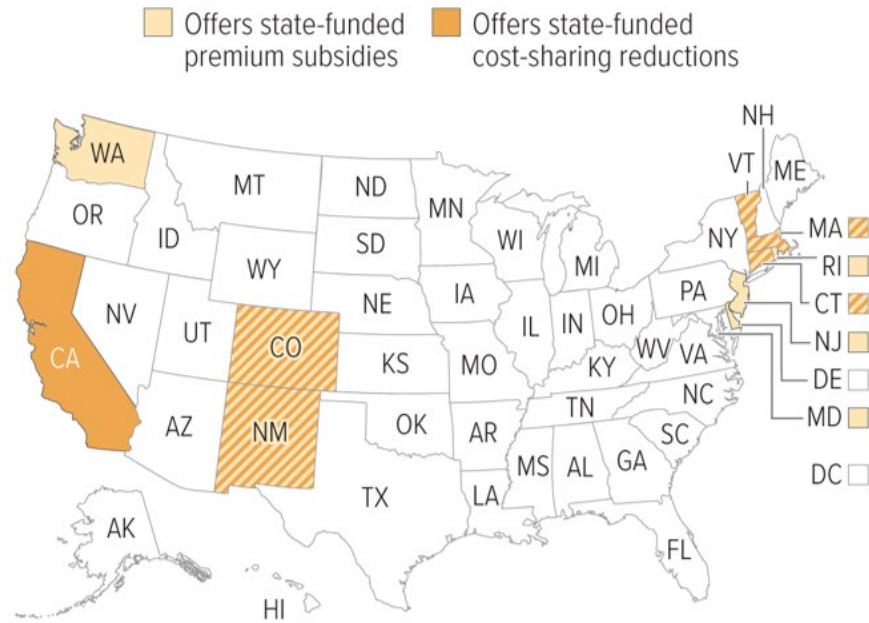 Offers state-funded premium subsidies
Offers state-funded cost-sharing reductions
NH
WA
VT
ME
MT
ND
MN
OR
MA
ID
SD
WI
NY
RI
WY
MI
CT
IA
PA
NE
NV
OH
NJ
IL
IN
UT
CO
DE
CA
WV
VA
KS
MO
KY
MD
NC
TN
AZ
NM
OK
AR
SC
DC
MS
AL
GA
TX
LA
AK
FL
HI